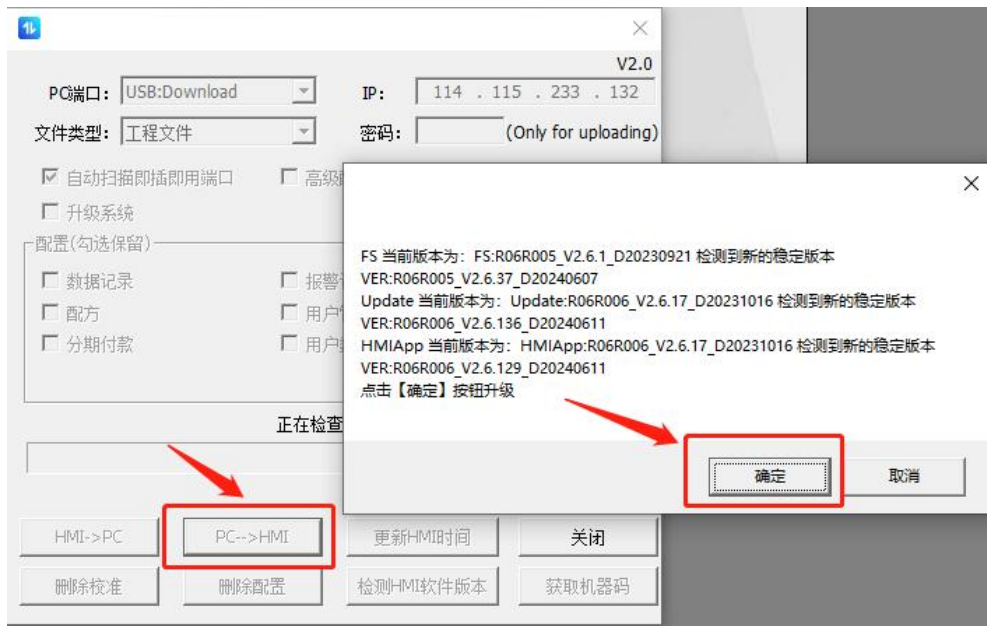 V2.0
PC端口：
USB:Download
IP：
114 . 115 . 233 . 132
文件类型：
工程文件
密码：
(Only for uploading)
自动扫描即插即用端口
高级
升级系统
配置(勾选保留)
数据记录
报警
配方
用户
分期付款
用户
正在检查
HMI->PC
PC-->HMI
更新HMI时间
关闭
删除校准
删除配置
检测HMI软件版本
获取机器码
FS 当前版本为：FS:R06R005_V2.6.1_D20230921 检测到新的稳定版本
VER:R06R005_V2.6.37_D20240607
Update 当前版本为：Update:R06R006_V2.6.17_D20231016 检测到新的稳定版本
VER:R06R006_V2.6.136_D20240611
HMIApp 当前版本为：HMIApp:R06R006_V2.6.17_D20231016 检测到新的稳定版本
VER:R06R006_V2.6.129_D20240611
点击【确定】按钮升级
确定
取消